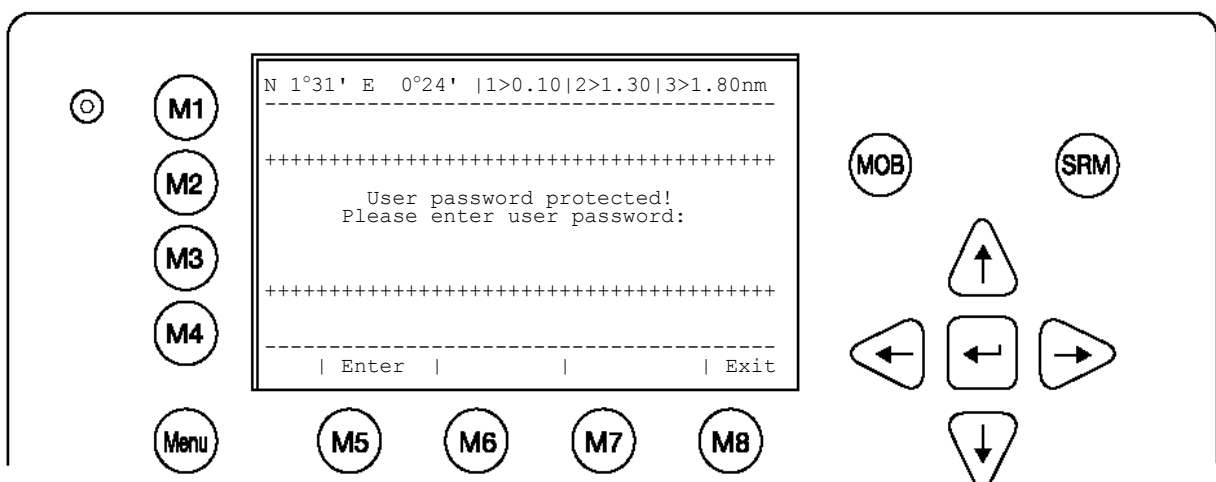 N 1°31' E 0°24' |1>0.10|2>1.30|3>1.80nm
----------------------------------------
++++++++++++++++++++++++++++++++++++++++
User password protected!
Please enter user password:
++++++++++++++++++++++++++++++++++++++++
----------------------------------------
| Enter | | | Exit
M1
M2
M3
M4
Menu
M5
M6
M7
M8
MOB
SRM